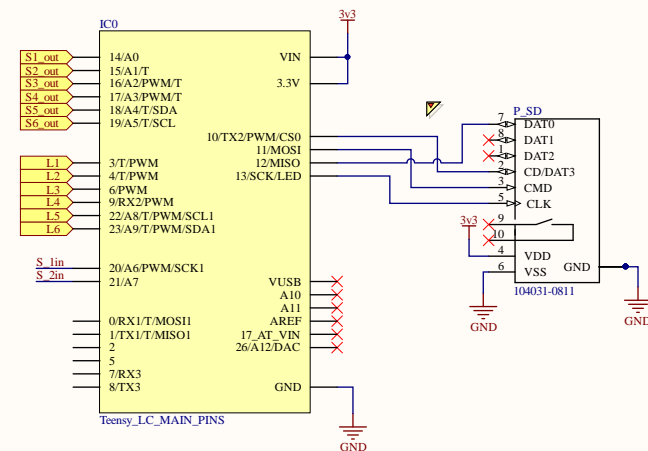 3v3
IC0
S1_out
S2_out
S3_out
S4_out
S5_out
S6_out
14/A0
15/A1/T
16/A2/PWM/T
17/A3/PWM/T
18/A4/T/SDA
19/A5/T/SCL
VIN
3.3V
10/TX2/PWM/CS0
11/MOSI
12/MISO
13/SCK/LED
L1
L2
L3
L4
L5
L6
3/T/PWM
4/T/PWM
6/PWM
9/RX2/PWM
22/A8/T/PWM/SCL1
23/A9/T/PWM/SDA1
S_1in
S_2in
20/A6/PWM/SCK1
21/A7
VUSB
A10
A11
AREF
17_AT_VIN
26/A12/DAC
0/RX1/T/MOSI1
1/TX1/T/MISO1
2
5
7/RX3
8/TX3
GND
Teensy_LC_MAIN_PINS
GND
P_SD
7 DAT0
8 DAT1
1 DAT2
2 CD/DAT3
3 CMD
5 CLK
9
10
3v3
4 VDD
6 VSS
GND
104031-0811
GND
GND